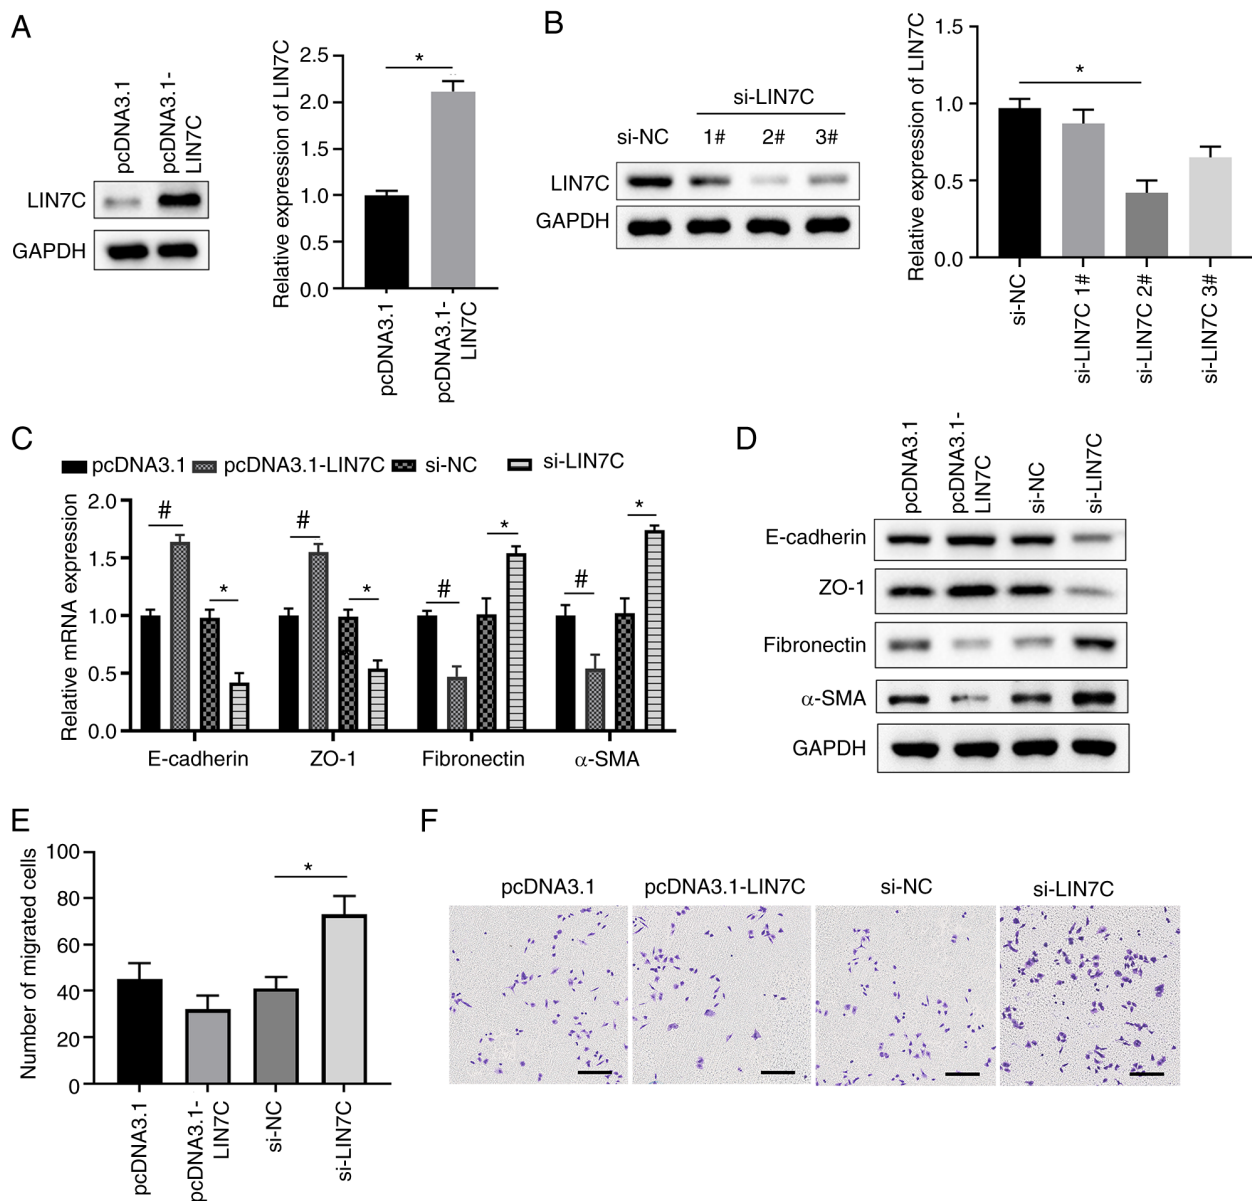 A
pcDNA3.1
pcDNA3.1-
LIN7C
LIN7C
GAPDH
Relative expression of LIN7C
2.5
2.0
1.5
1.0
0.5
0.0
*
pcDNA3.1
pcDNA3.1-
LIN7C
B
si-LIN7C
si-NC 1# 2# 3#
LIN7C
GAPDH
Relative expression of LIN7C
1.5
1.0
0.5
0.0
*
si-NC
si-LIN7C 1#
si-LIN7C 2#
si-LIN7C 3#
C
pcDNA3.1 pcDNA3.1-LIN7C si-NC si-LIN7C
Relative mRNA expression
2.0
1.5
1.0
0.5
0.0
# * # * # * # *
E-cadherin ZO-1 Fibronectin α-SMA
D
pcDNA3.1
pcDNA3.1-
LIN7C
si-NC
si-LIN7C
E-cadherin
ZO-1
Fibronectin
α-SMA
GAPDH
E
Number of migrated cells
100
80
60
40
20
0
*
pcDNA3.1
pcDNA3.1-
LIN7C
si-NC
si-LIN7C
F
pcDNA3.1 pcDNA3.1-LIN7C si-NC si-LIN7C